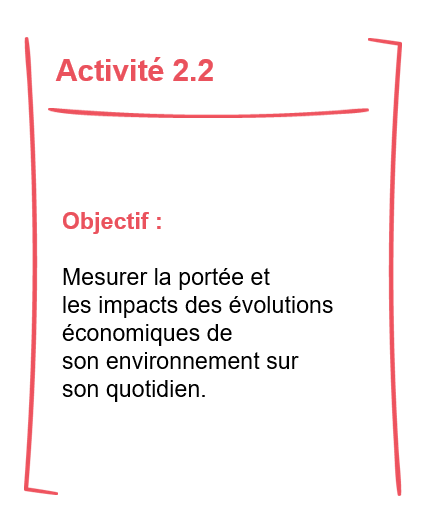 Activité 2.2
Objectif :
Mesurer la portée et
les impacts des évolutions
économiques de
son environnement sur
son quotidien.